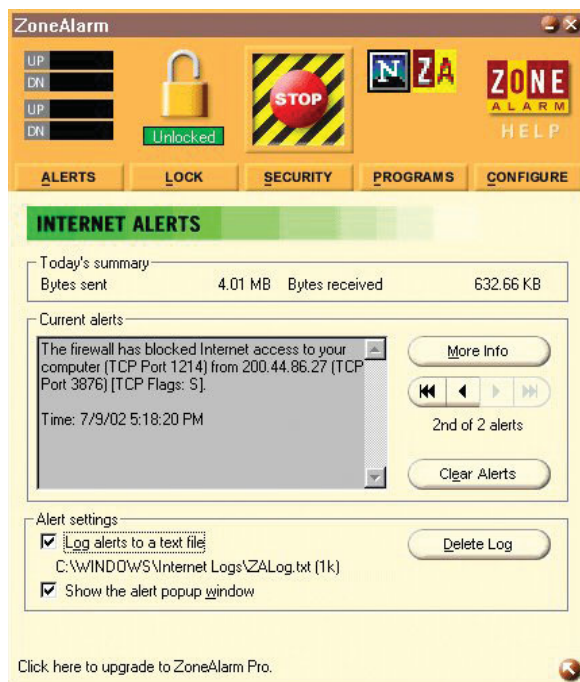 ZoneAlarm
UP
DN
UP
DN
Unlocked
STOP
N ZA
ZONE
ALARM
HELP
ALERTS LOCK SECURITY PROGRAMS CONFIGURE
INTERNET ALERTS
Today's summary
Bytes sent 4.01 MB Bytes received 632.66 KB
Current alerts
The firewall has blocked Internet access to your
computer (TCP Port 1214) from 200.44.86.27 (TCP
Port 3876) [TCP Flags: S].
Time: 7/9/02 5:18:20 PM
More Info
2nd of 2 alerts
Clear Alerts
Alert settings
Log alerts to a text file
Delete Log
C:\WINDOWS\Internet Logs\ZALog.txt (1k)
Show the alert popup window
Click here to upgrade to ZoneAlarm Pro.